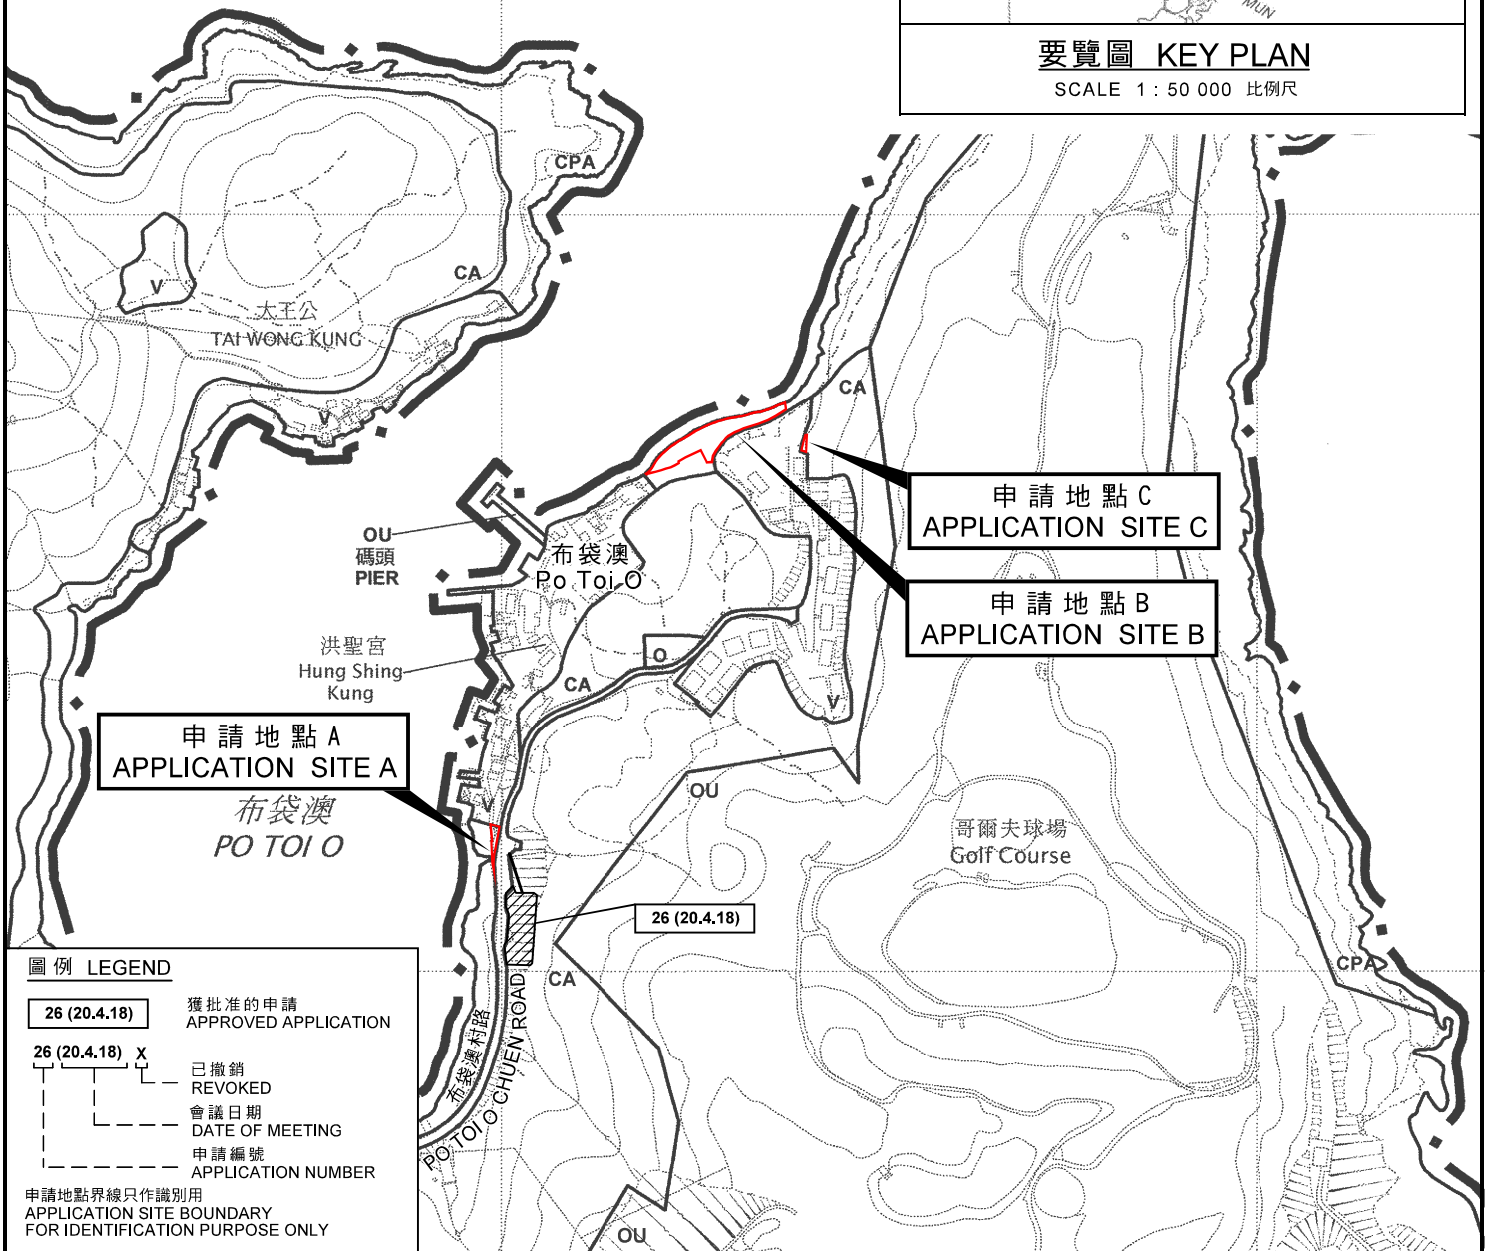 MUN
要覽圖 KEY PLAN
SCALE 1 : 50 000 比例尺
CPA
CA
V
大王公
TAI WONG KUNG
V
CA
申請地點 C
APPLICATION SITE C
OU
碼頭
PIER
布袋澳
Po Toi O
申請地點 B
APPLICATION SITE B
洪聖宮
Hung Shing
Kung
O
CA
V
申請地點 A
APPLICATION SITE A
OU
V
布袋澳
PO TOI O
哥爾夫球場
Golf Course
26 (20.4.18)
CA
CPA
布袋澳村路
PO TOI O CHUEN ROAD
OU
圖例 LEGEND
26 (20.4.18)
獲批准的申請
APPROVED APPLICATION
26 (20.4.18) X
已撤銷
REVOKED
會議日期
DATE OF MEETING
申請編號
APPLICATION NUMBER
申請地點界線只作識別用
APPLICATION SITE BOUNDARY
FOR IDENTIFICATION PURPOSE ONLY